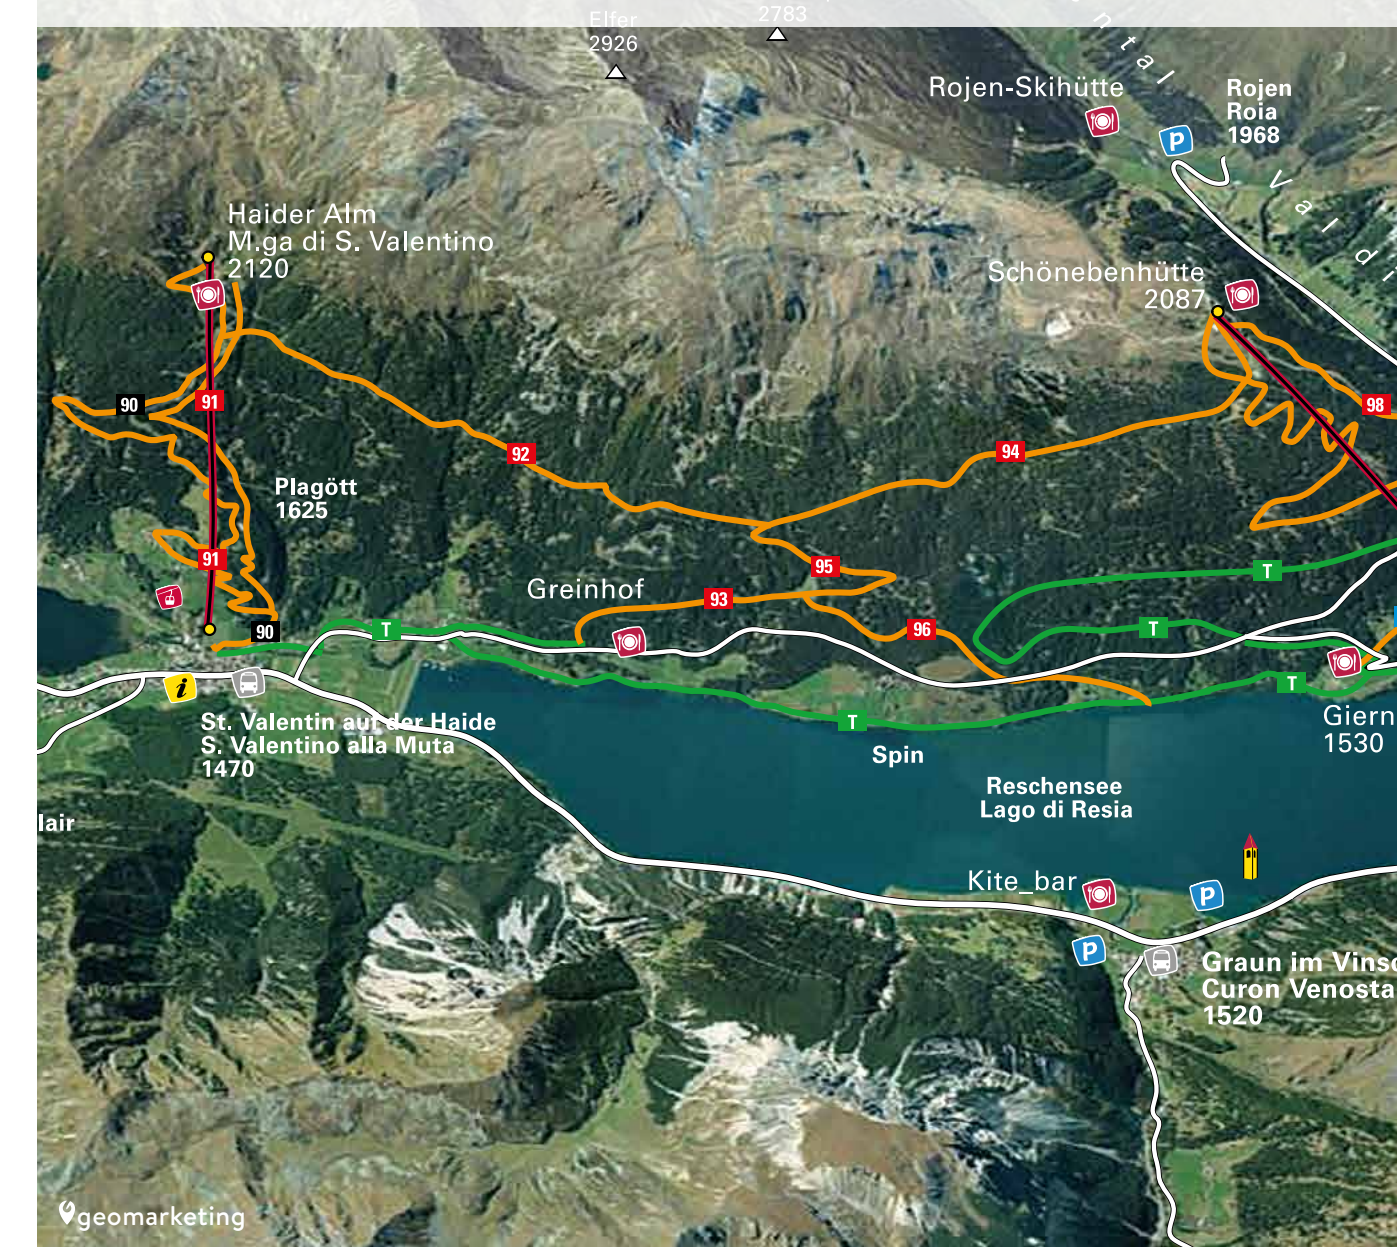 Elfer
2926
2783
n
t
a
l
Rojen-Skihütte
Rojen
Roia
1968
P
V
a
l
d
i
Haider Alm
M.ga di S. Valentino
2120
Schönebenhütte
2087
90
91
98
92
94
Plagött
1625
91
95
T
Greinhof
93
90
T
96
T
T
i
St. Valentin auf der Haide
S. Valentino alla Muta
1470
T
Giern
1530
Spin
Reschensee
Lago di Resia
lair
Kite_bar
P
P
Graun im Vinsc
Curon Venosta
1520
geomarketing